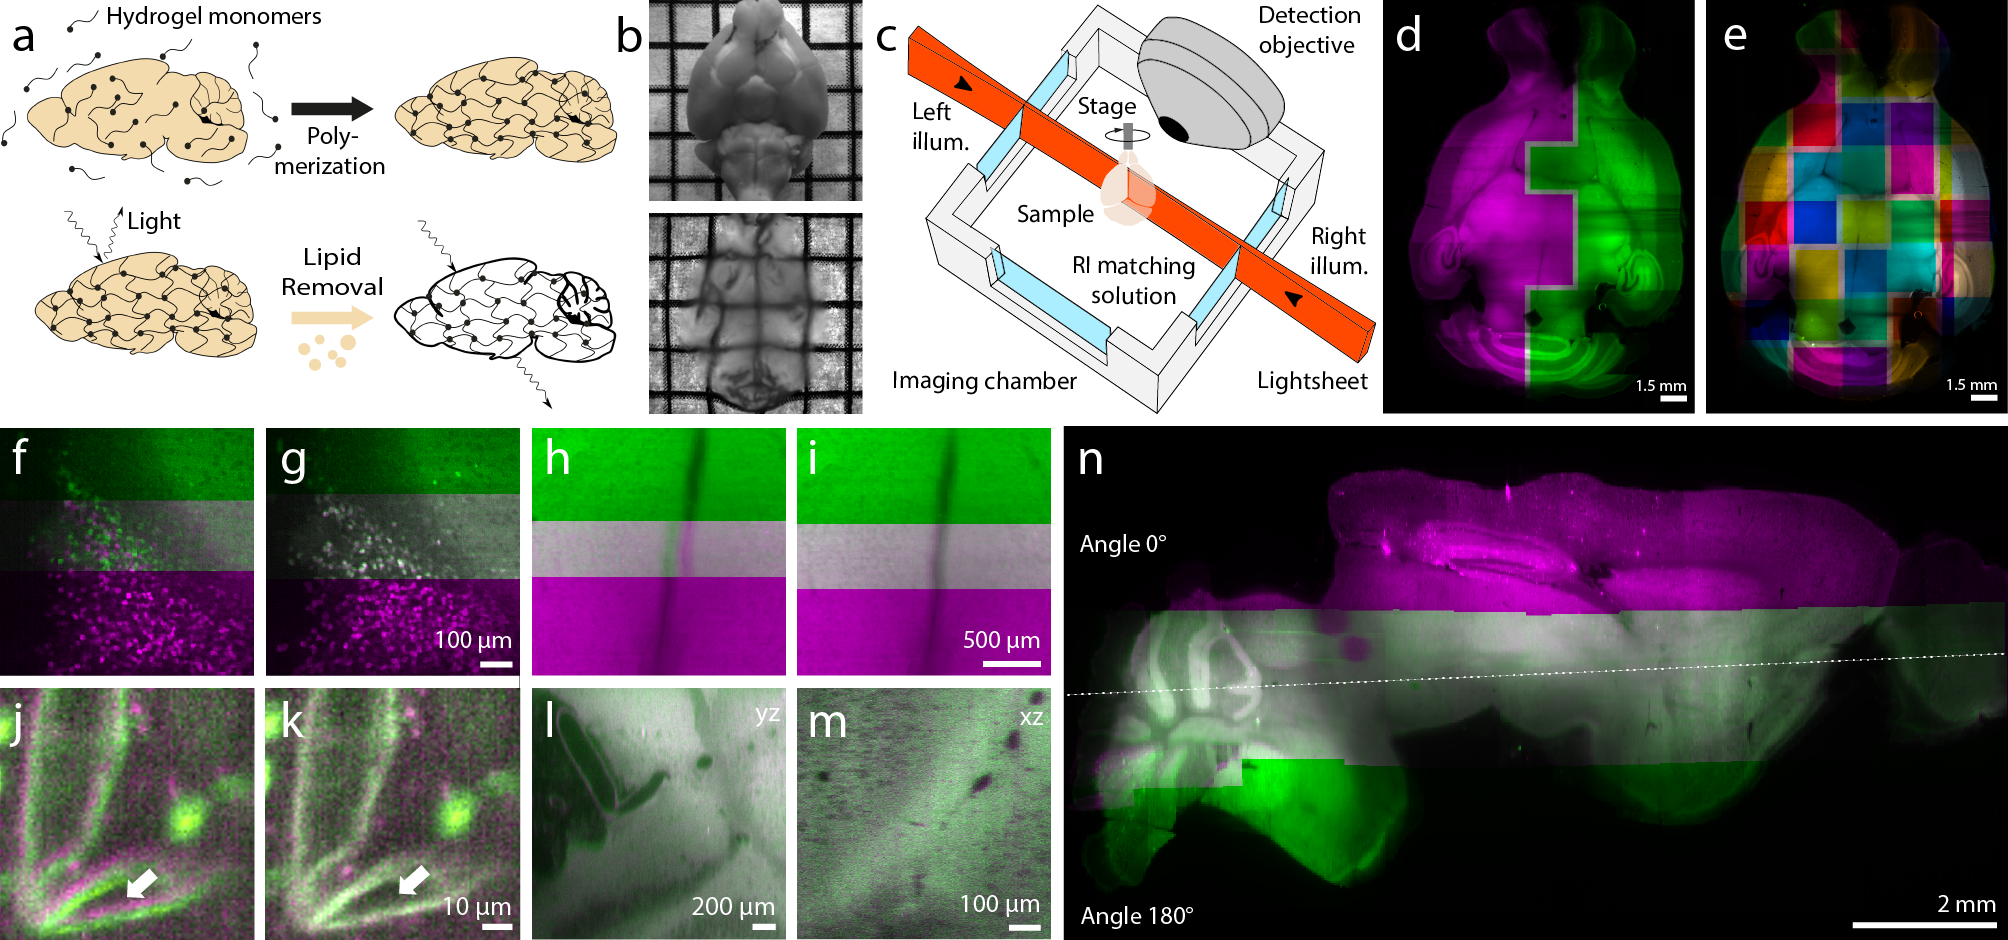 a
Hydrogel monomers
Poly-
merization
Light
Lipid
Removal
b
c
Detection
objective
Left
illum.
Stage
Sample
RI matching
solution
Right
illum.
Imaging chamber
Lightsheet
d
1.5 mm
e
1.5 mm
f
g
100 µm
h
i
500 µm
j
k
10 µm
l
yz
200 µm
m
xz
100 µm
n
Angle 0°
Angle 180°
2 mm